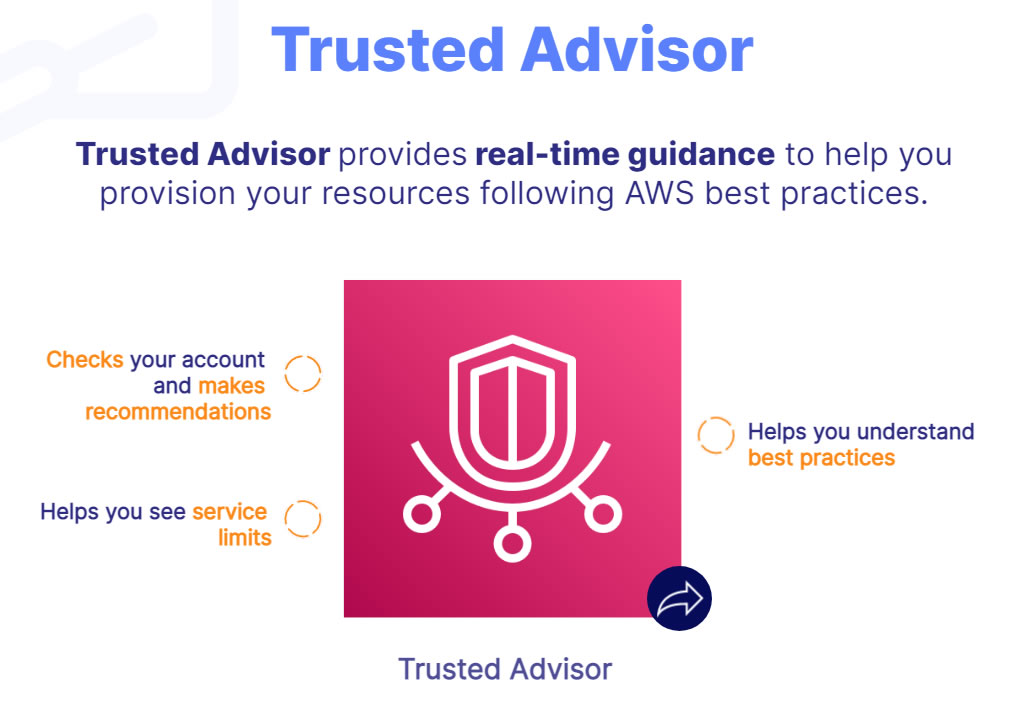 Trusted Advisor
Trusted Advisor provides real-time guidance to help you
provision your resources following AWS best practices.
Checks your account
and makes
recommendations
Helps you see service
limits
Helps you understand
best practices
Trusted Advisor